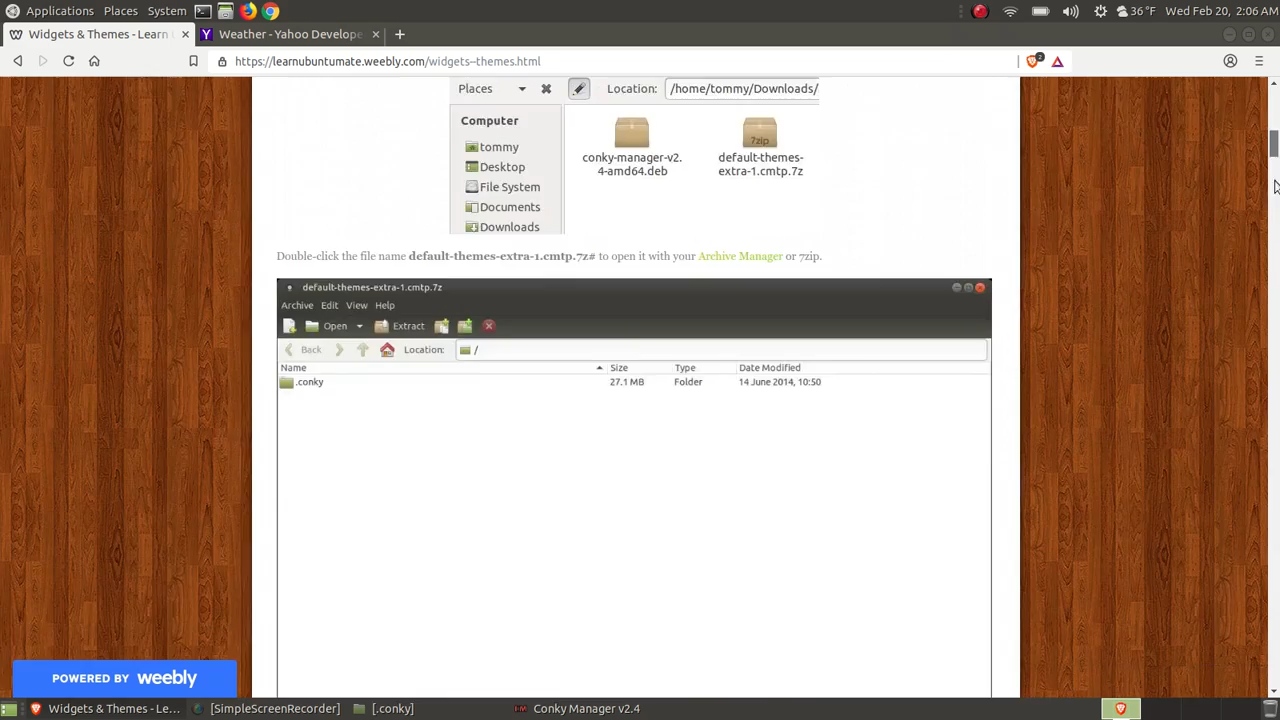 Applications Places System 36 °F Wed Feb 20, 2:06 AM
Widgets & Themes - Learn Weather - Yahoo Develope
https://learnubuntumate.weebly.com/widgets--themes.html 2
Places Location: /home/tommy/Downloads/
Computer
tommy
Desktop
File System
Documents
Downloads
conky-manager-v2.
4-amd64.deb
7zip
default-themes-
extra-1.cmtp.7z
Double-click the file name default-themes-extra-1.cmtp.7z# to open it with your Archive Manager or 7zip.
default-themes-extra-1.cmtp.7z
Archive Edit View Help
Open Extract
Back Location: /
Name Size Type Date Modified
.conky 27.1 MB Folder 14 June 2014, 10:50
POWERED BY weebly
Widgets & Themes - Le... [SimpleScreenRecorder] [.conky] Conky Manager v2.4